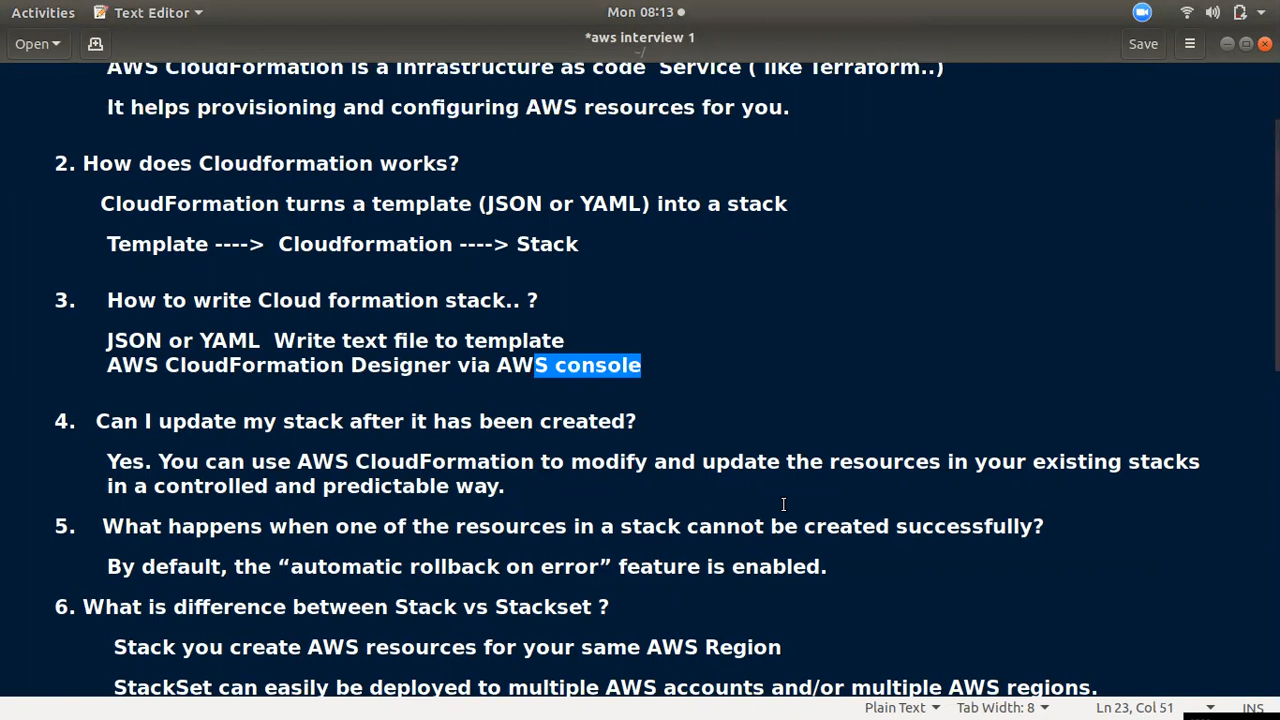 Activities Text Editor Mon 08:13
*aws interview 1
~/
Open Save
AWS CloudFormation is a Infrastructure as code Service ( like Terraform..)
It helps provisioning and configuring AWS resources for you.
2. How does Cloudformation works?
CloudFormation turns a template (JSON or YAML) into a stack
Template ----> Cloudformation ----> Stack
3. How to write Cloud formation stack.. ?
JSON or YAML Write text file to template
AWS CloudFormation Designer via AWS console
4. Can I update my stack after it has been created?
Yes. You can use AWS CloudFormation to modify and update the resources in your existing stacks
in a controlled and predictable way.
5. What happens when one of the resources in a stack cannot be created successfully?
By default, the “automatic rollback on error” feature is enabled.
6. What is difference between Stack vs Stackset ?
Stack you create AWS resources for your same AWS Region
StackSet can easily be deployed to multiple AWS accounts and/or multiple AWS regions.
Plain Text Tab Width: 8 Ln 23, Col 51 INS